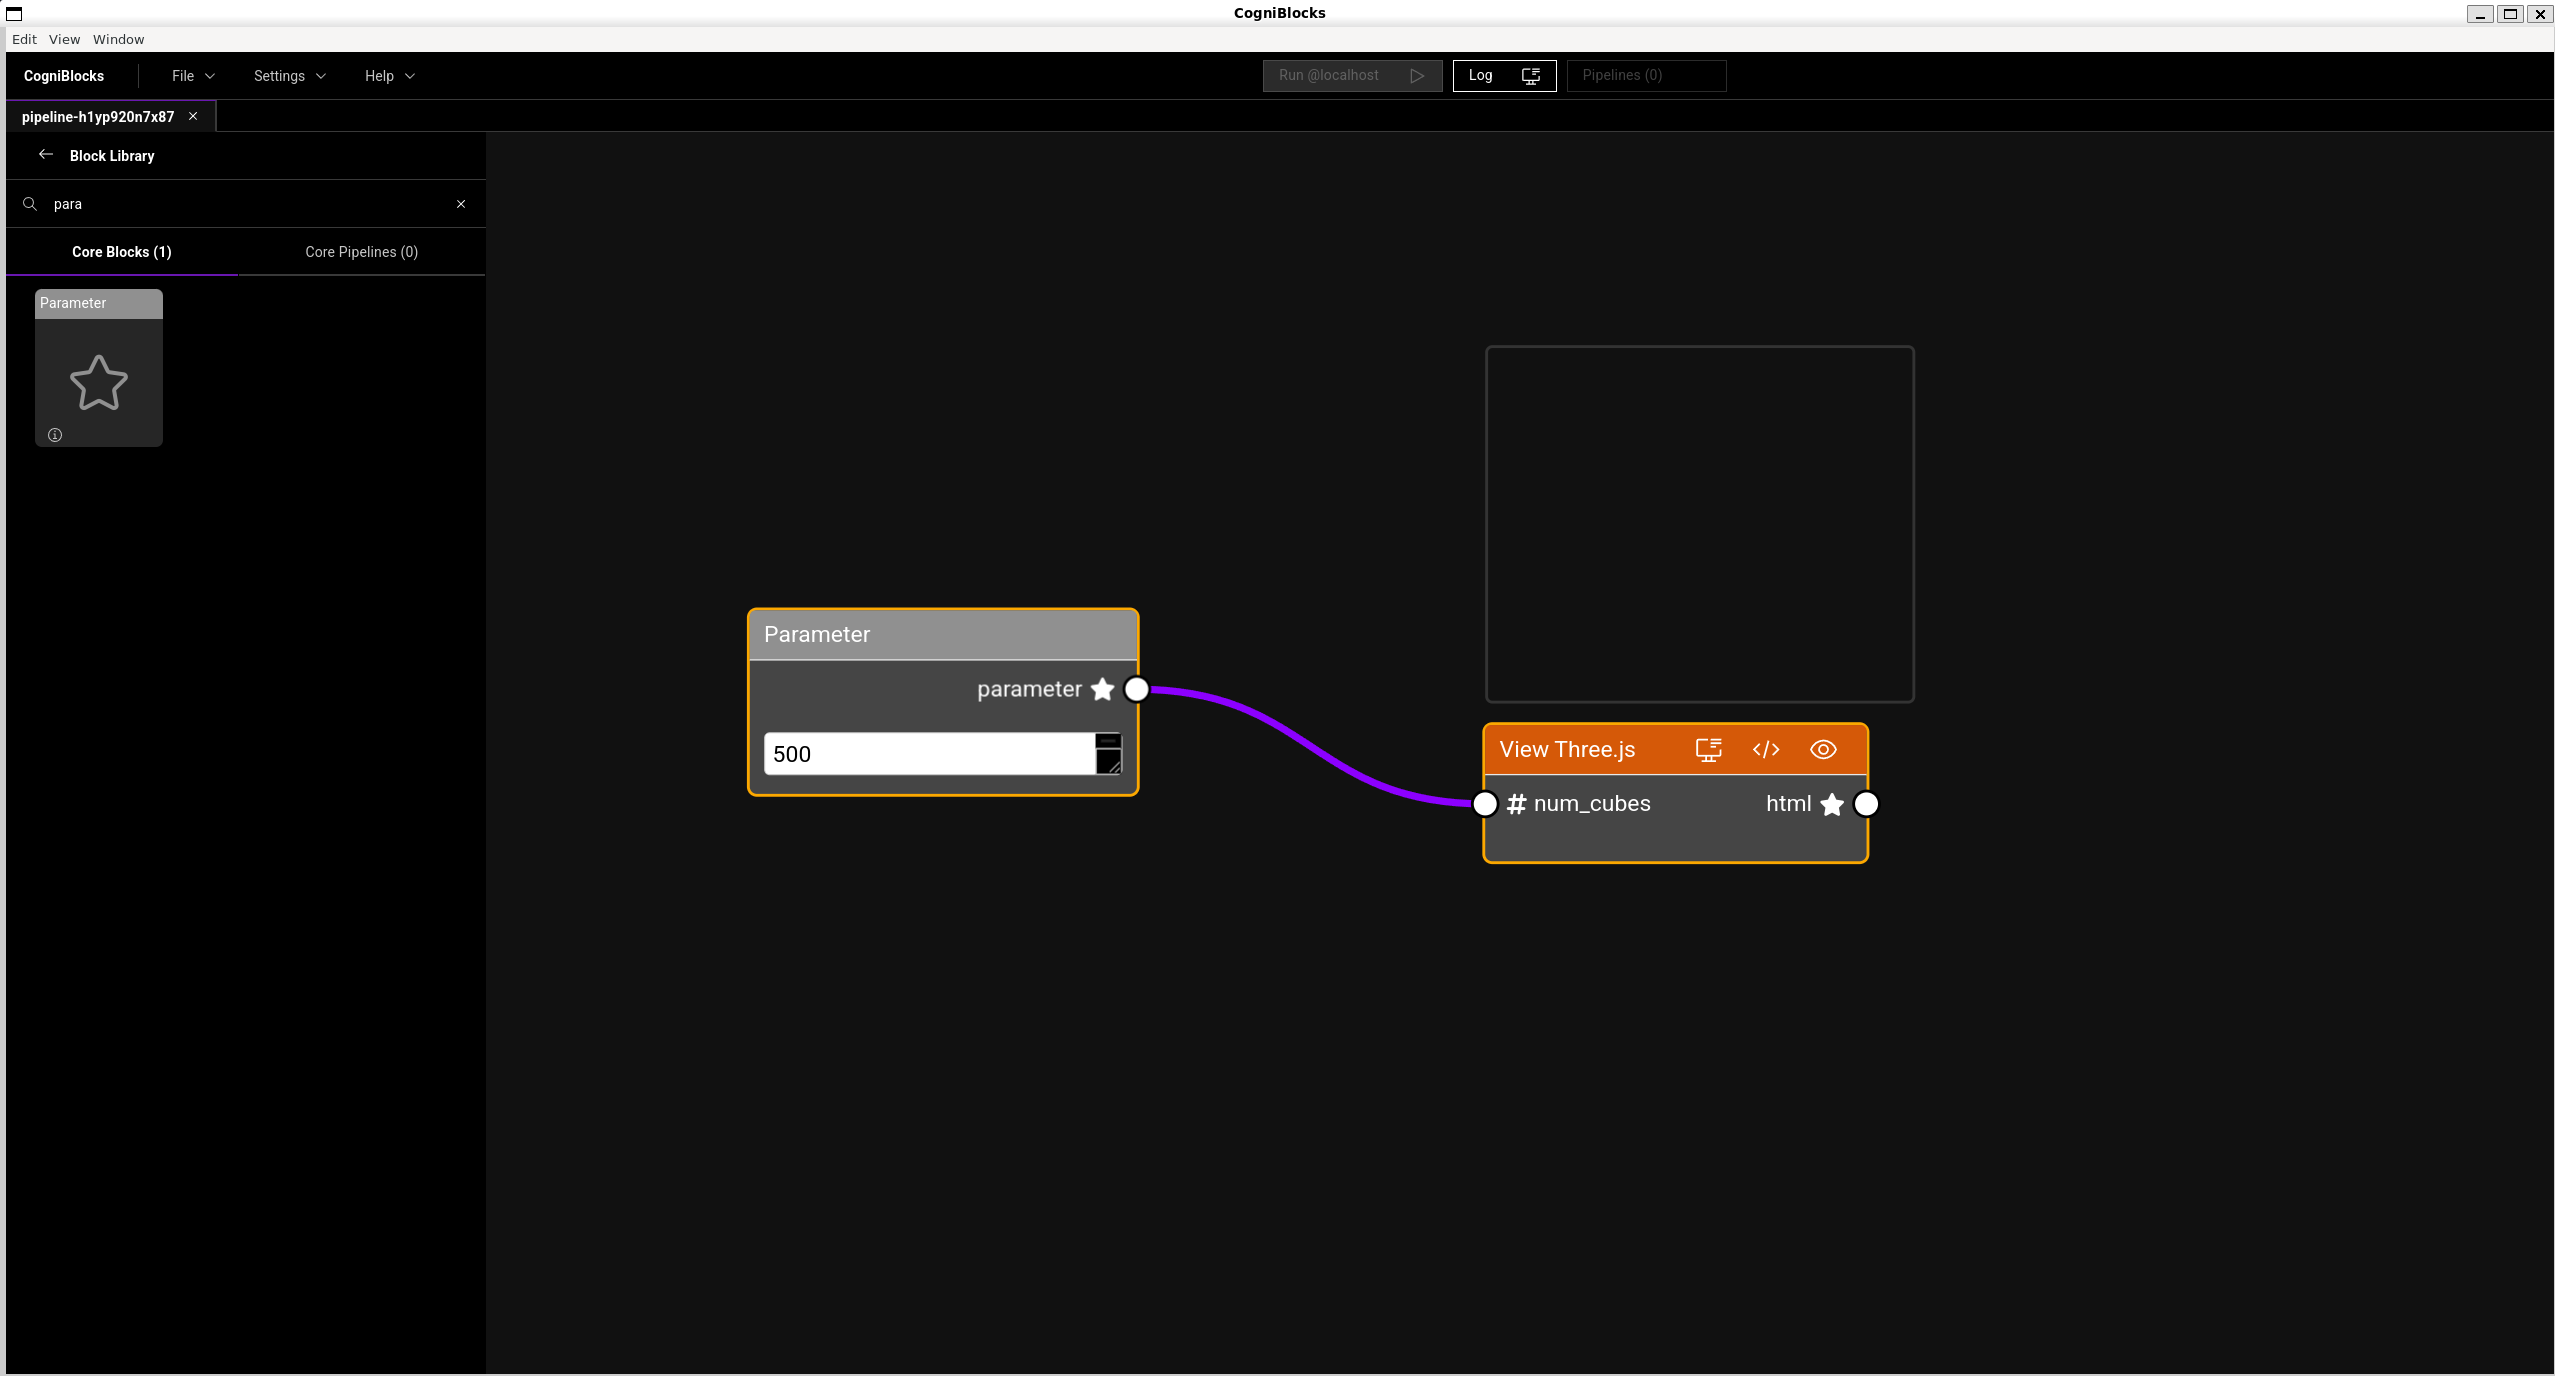 CogniBlocks
Edit View Window
CogniBlocks File Settings Help Run @localhost Log Pipelines (0)
pipeline-h1yp920n7x87
Block Library
para
Core Blocks (1) Core Pipelines (0)
Parameter
Parameter
parameter
500
View Three.js
num_cubes html